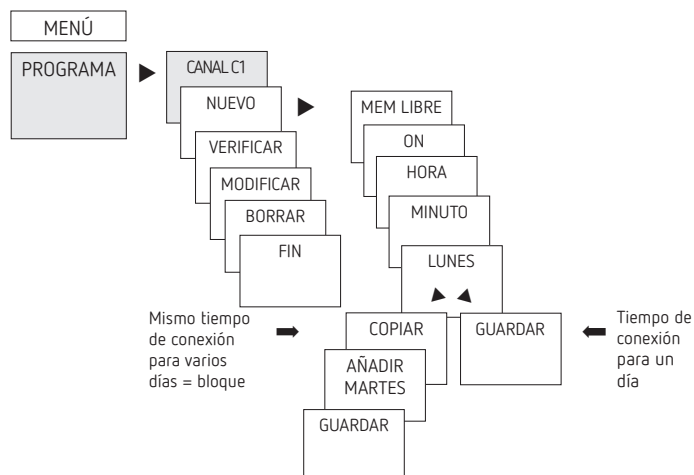 MENÚ
PROGRAMA
CANAL C1
NUEVO
VERIFICAR
MODIFICAR
BORRAR
FIN
MEM LIBRE
ON
HORA
MINUTO
LUNES
Mismo tiempo
de conexión
para varios
días = bloque
COPIAR
AÑADIR
MARTES
GUARDAR
GUARDAR
Tiempo de
conexión
para un
día